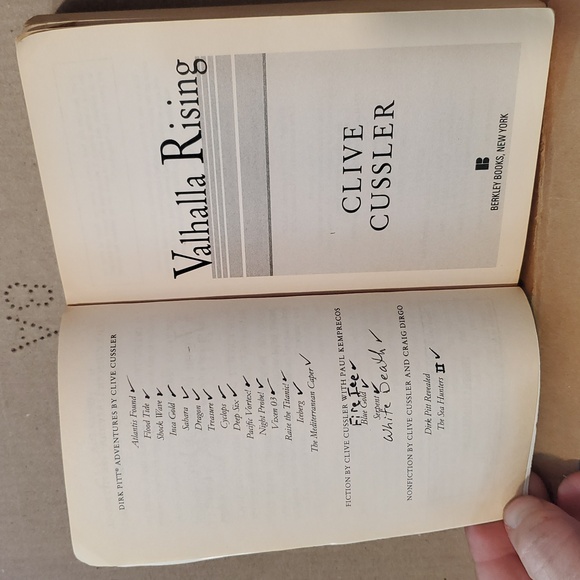 DIRK PITT® ADVENTURES BY CLIVE CUSSLER
Atlantis Found ✓
Flood Tide ✓
Shock Wave ✓
Inca Gold ✓
Sahara ✓
Dragon ✓
Treasure ✓
Cyclops ✓
Deep Six ✓
Pacific Vortex! ✓
Night Probe! ✓
Vixen 03 ✓
Raise the Titanic! ✓
Iceberg ✓
The Mediterranean Caper ✓
FICTION BY CLIVE CUSSLER WITH PAUL KEMPRECOS
Fire Ice ✓
Blue Gold ✓
Serpent ✓
White Death ✓
NONFICTION BY CLIVE CUSSLER AND CRAIG DIRGO
Dirk Pitt Revealed
The Sea Hunters II ✓
Valhalla Rising
CLIVE
CUSSLER
B
BERKLEY BOOKS, NEW YORK